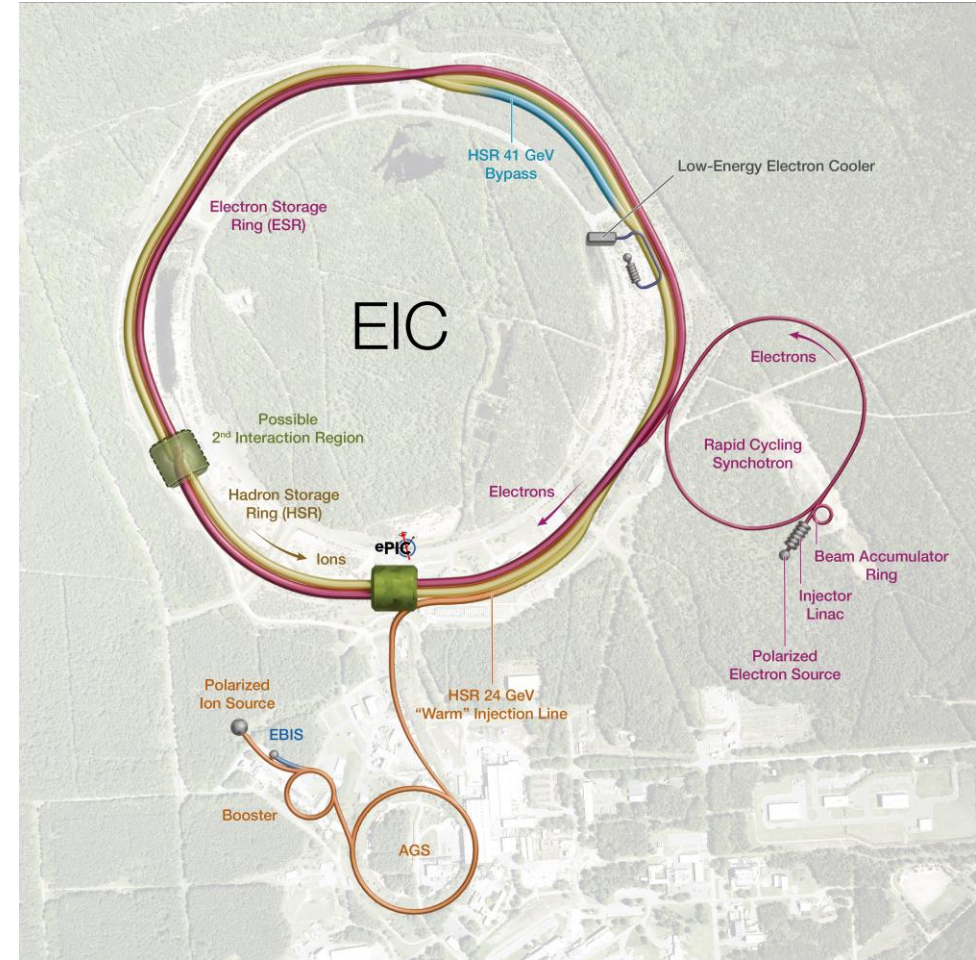 HSR 41 GeV
Bypass
Low-Energy Electron Cooler
Electron Storage
Ring (ESR)
EIC
Electrons
Possible
2nd Interaction Region
Rapid Cycling
Synchotron
Hadron Storage
Ring (HSR)
Electrons
Ions
ePIC
Beam Accumulator
Ring
Injector
Linac
Polarized
Electron Source
Polarized
Ion Source
HSR 24 GeV
“Warm” Injection Line
EBIS
Booster
AGS